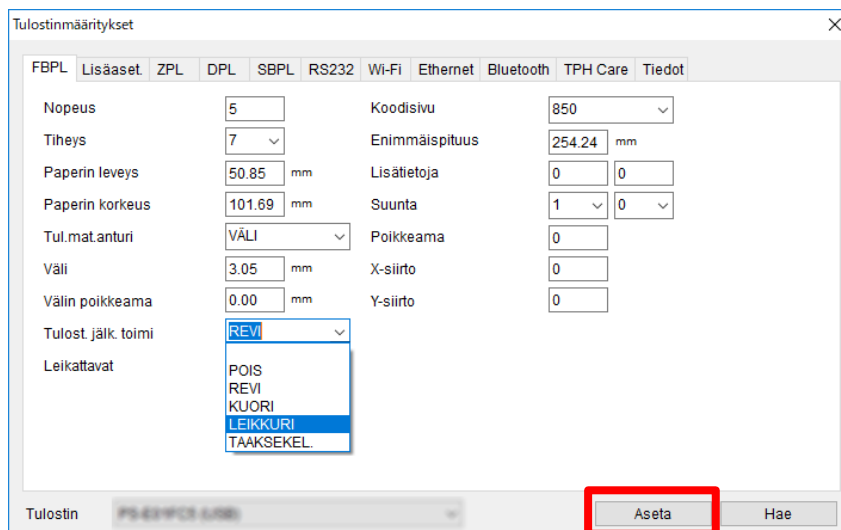 Tulostinmääritykset
FBPL Lisäaset. ZPL DPL SBPL RS232 Wi-Fi Ethernet Bluetooth TPH Care Tiedot
Nopeus 5 Koodisivu 850
Tiheys 7 Enimmäispituus 254.24 mm
Paperin leveys 50.85 mm Lisätietoja 0 0
Paperin korkeus 101.69 mm Suunta 1 0
Tul.mat.anturi VÄLI Poikkeama 0
Väli 3.05 mm X-siirto 0
Välin poikkeama 0.00 mm Y-siirto 0
Tulost. jälk. toimi REVI
Leikattavat
POIS
REVI
KUORI
LEIKKURI
TAAKSEKEL.
Tulostin Aseta Hae